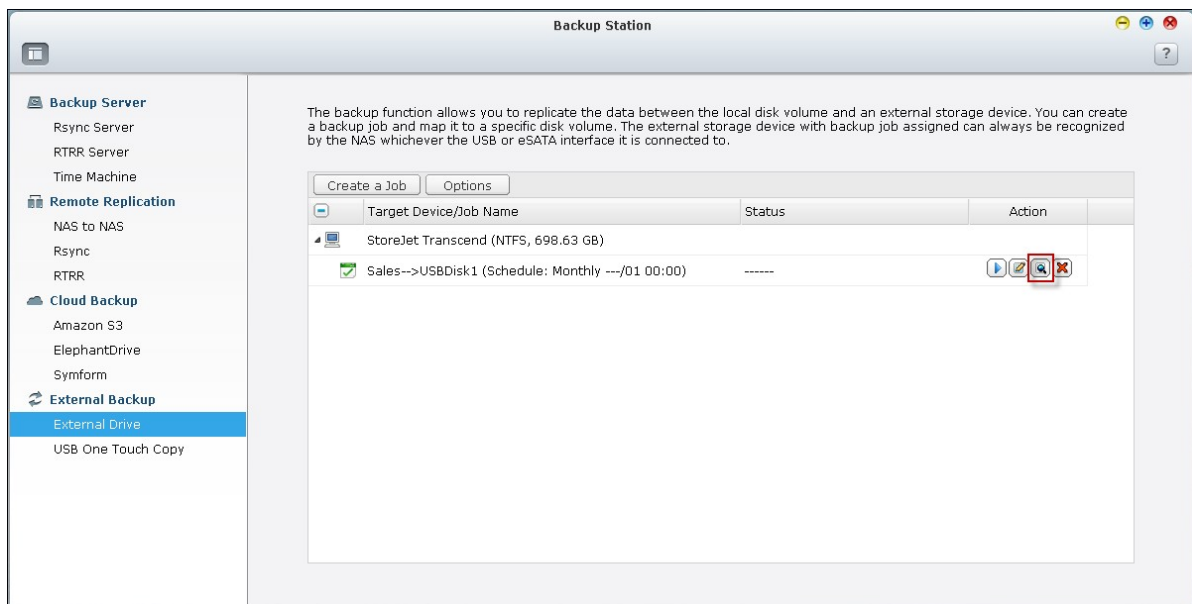 Backup Station
?
Backup Server
Rsync Server
RTRR Server
Time Machine
Remote Replication
NAS to NAS
Rsync
RTRR
Cloud Backup
Amazon S3
ElephantDrive
Symform
External Backup
External Drive
USB One Touch Copy
The backup function allows you to replicate the data between the local disk volume and an external storage device. You can create
a backup job and map it to a specific disk volume. The external storage device with backup job assigned can always be recognized
by the NAS whichever the USB or eSATA interface it is connected to.
Create a Job Options
Target Device/Job Name Status Action
StoreJet Transcend (NTFS, 698.63 GB)
Sales-->USBDisk1 (Schedule: Monthly ---/01 00:00) ------